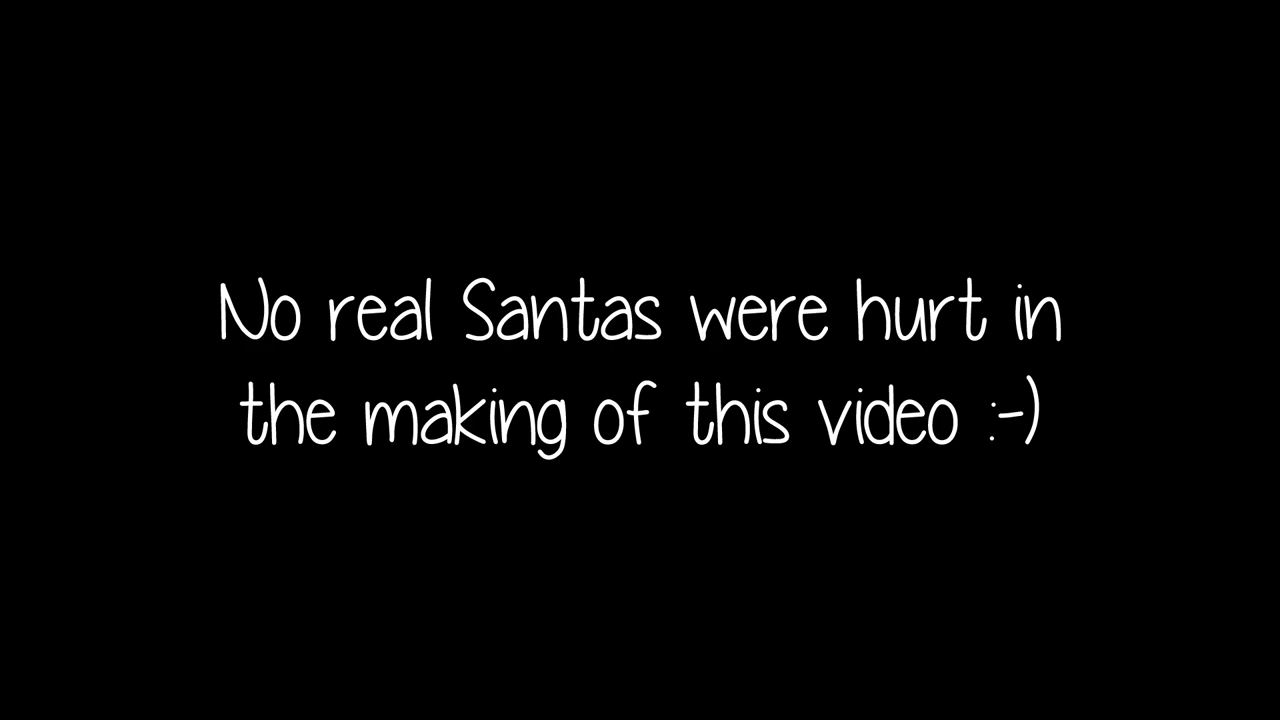 No real Santas were hurt in
the making of this video :-)